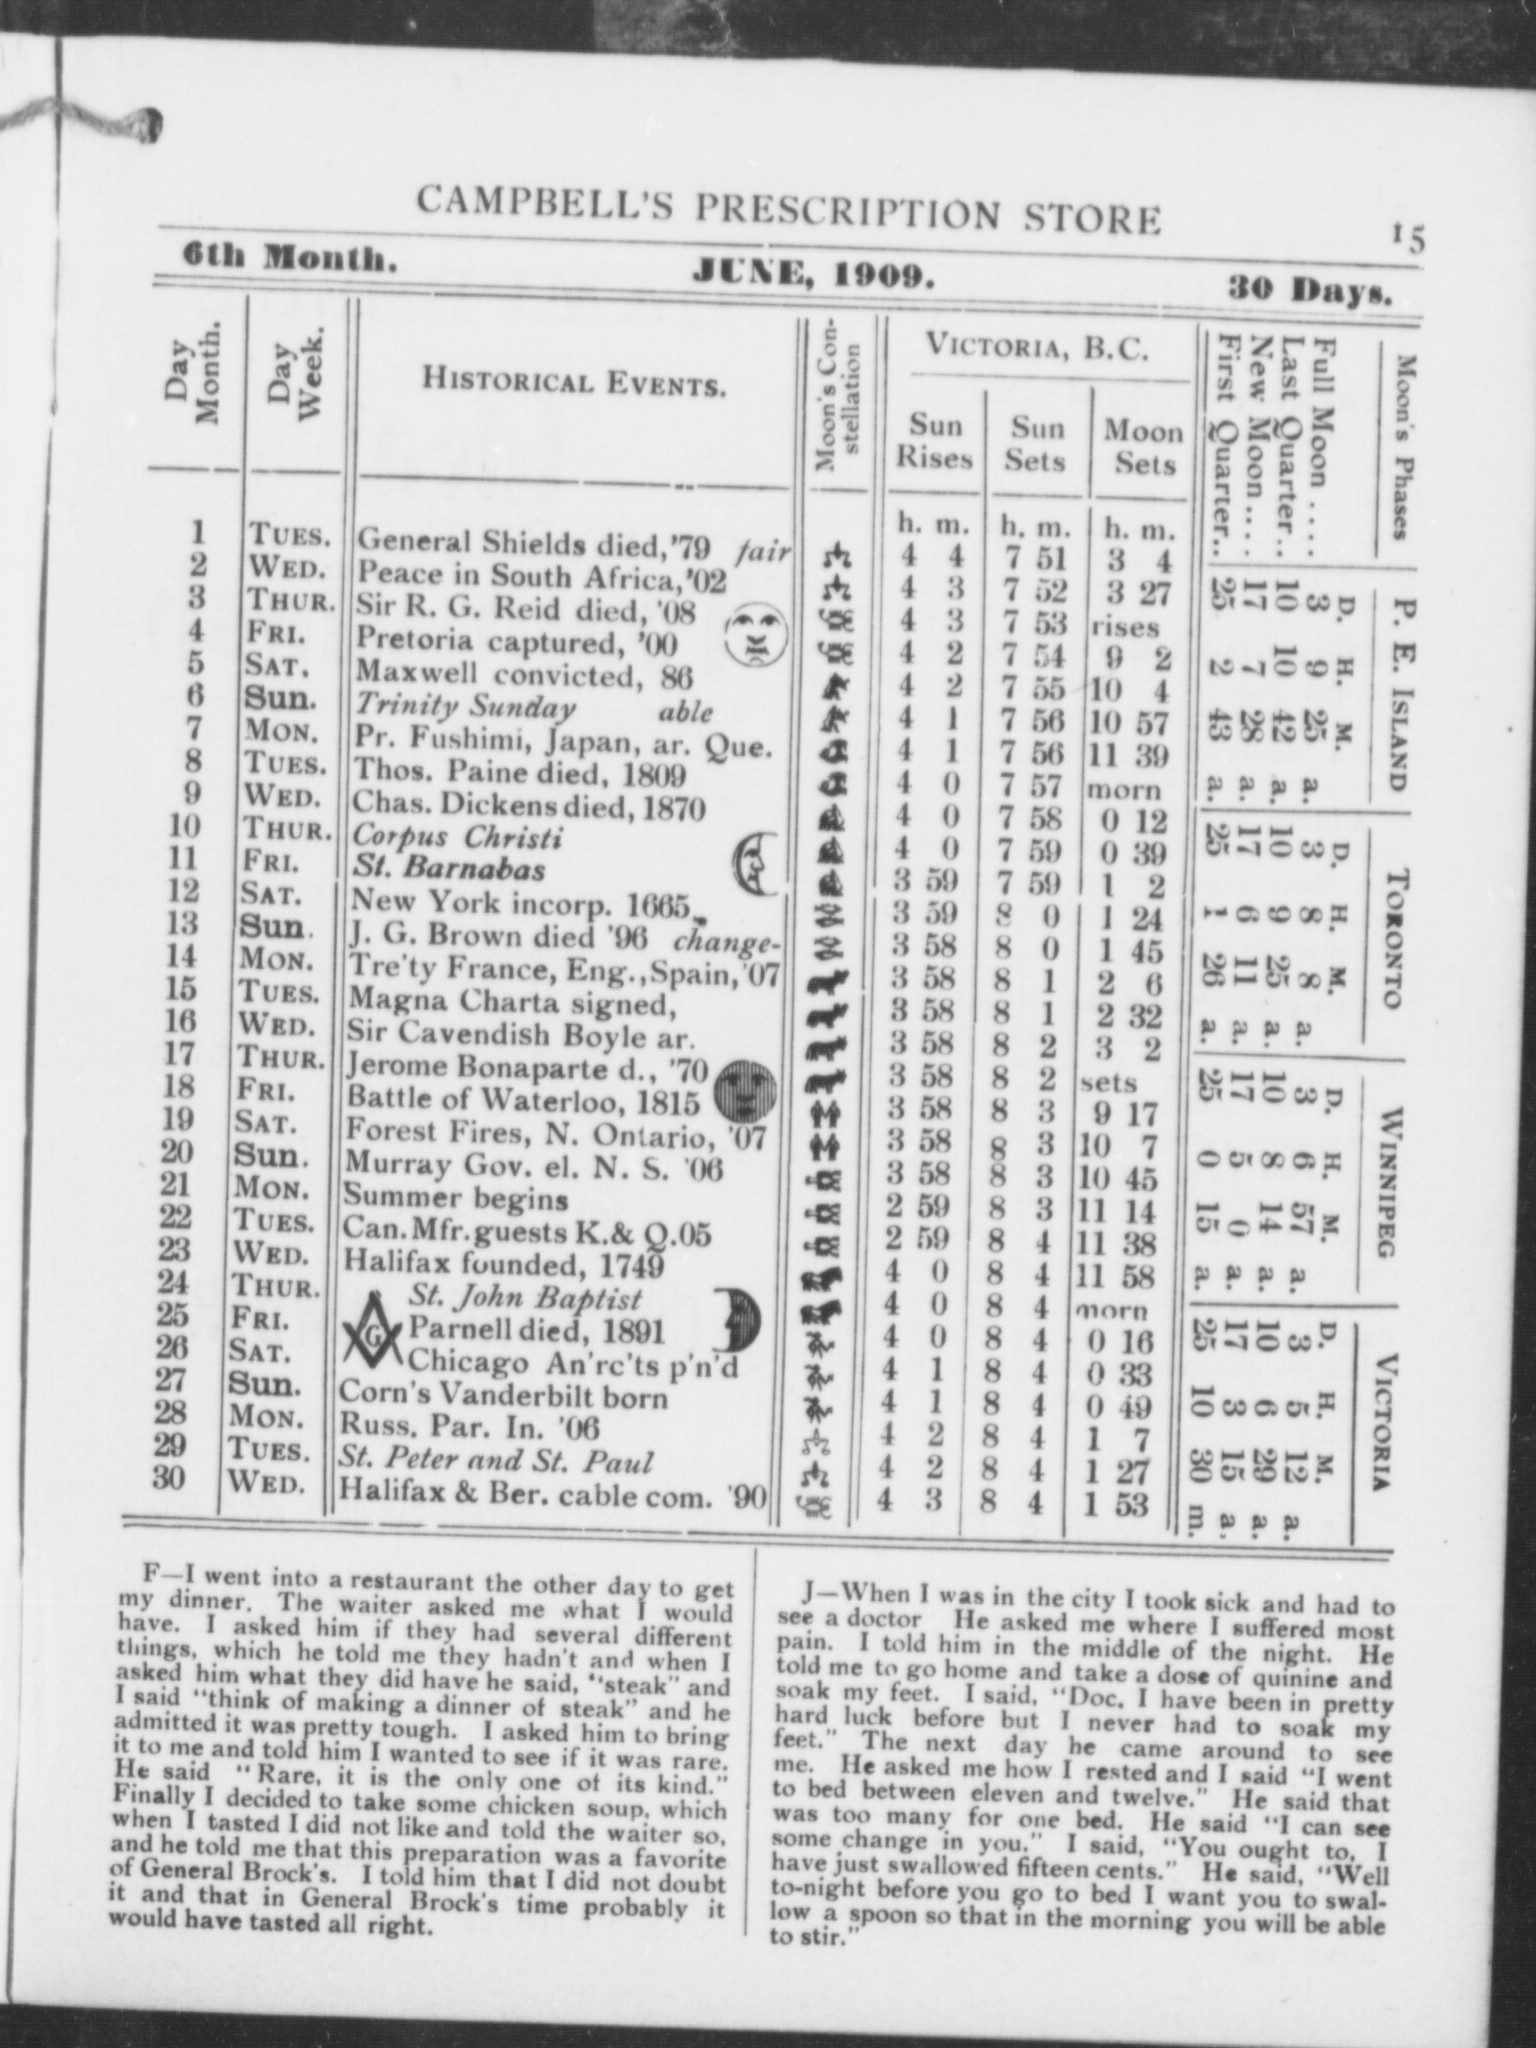 CAMPBELL'S PRESCRIPTION STORE 15
6th Month. JUNE, 1909. 30 Days.
Day Month. Day Week. HISTORICAL EVENTS. Moon's Con-stellation VICTORIA, B.C.
Sun Rises Sun Sets Moon Sets
h. m. h. m. h. m.
1 TUES. General Shields died, '79 fair 4 4 7 51 3 4
2 WED. Peace in South Africa, '02 4 3 7 52 3 27
3 THUR. Sir R. G. Reid died, '08 4 3 7 53 rises
4 FRI. Pretoria captured, '00 4 2 7 54 9 2
5 SAT. Maxwell convicted, 86 4 2 7 55 10 4
6 Sun. Trinity Sunday able 4 1 7 56 10 57
7 MON. Pr. Fushimi, Japan, ar. Que. 4 1 7 56 11 39
8 TUES. Thos. Paine died, 1809 4 0 7 57 morn
9 WED. Chas. Dickens died, 1870 4 0 7 58 0 12
10 THUR. Corpus Christi 4 0 7 59 0 39
11 FRI. St. Barnabas 3 59 7 59 1 2
12 SAT. New York incorp. 1665 3 59 8 0 1 24
13 Sun. J. G. Brown died '96 change- 3 58 8 0 1 45
14 MON. Tre'ty France, Eng., Spain, '07 3 58 8 1 2 6
15 TUES. Magna Charta signed, 3 58 8 1 2 32
16 WED. Sir Cavendish Boyle ar. 3 58 8 2 3 2
17 THUR. Jerome Bonaparte d., '70 3 58 8 2 sets
18 FRI. Battle of Waterloo, 1815 3 58 8 3 9 17
19 SAT. Forest Fires, N. Ontario, '07 3 58 8 3 10 7
20 Sun. Murray Gov. el. N. S. '06 3 58 8 3 10 45
21 MON. Summer begins 2 59 8 3 11 14
22 TUES. Can. Mfr. guests K. & Q. 05 2 59 8 4 11 38
23 WED. Halifax founded, 1749 4 0 8 4 11 58
24 THUR. St. John Baptist 4 0 8 4 morn
25 FRI. G Parnell died, 1891 4 0 8 4 0 16
26 SAT. Chicago An'rc'ts p'n'd 4 1 8 4 0 33
27 Sun. Corn's Vanderbilt born 4 1 8 4 0 49
28 MON. Russ. Par. In. '06 4 2 8 4 1 7
29 TUES. St. Peter and St. Paul 4 2 8 4 1 27
30 WED. Halifax & Ber. cable com. '90 4 3 8 4 1 53
Moon's Phases P. E. ISLAND TORONTO WINNIPEG VICTORIA
D. H. M. D. H. M. D. H. M. D. H. M.
Full Moon .... 3 9 25 a. 3 8 8 a. 3 6 57 a. 3 5 12 a.
Last Quarter.. 10 10 42 a. 10 9 25 a. 10 8 14 a. 10 6 29 a.
New Moon.... 17 7 28 a. 17 6 11 a. 17 5 0 a. 17 3 15 a.
First Quarter.. 25 2 43 a. 25 1 26 a. 25 0 15 a. 25 10 30 m.
F—I went into a restaurant the other day to get
my dinner. The waiter asked me what I would
have. I asked him if they had several different
things, which he told me they hadn't and when I
asked him what they did have he said, "steak" and
I said "think of making a dinner of steak" and he
admitted it was pretty tough. I asked him to bring
it to me and told him I wanted to see if it was rare.
He said "Rare, it is the only one of its kind."
Finally I decided to take some chicken soup, which
when I tasted I did not like and told the waiter so,
and he told me that this preparation was a favorite
of General Brock's. I told him that I did not doubt
it and that in General Brock's time probably it
would have tasted all right.
J—When I was in the city I took sick and had to
see a doctor He asked me where I suffered most
pain. I told him in the middle of the night. He
told me to go home and take a dose of quinine and
soak my feet. I said, "Doc. I have been in pretty
hard luck before but I never had to soak my
feet." The next day he came around to see
me. He asked me how I rested and I said "I went
to bed between eleven and twelve." He said that
was too many for one bed. He said "I can see
some change in you." I said, "You ought to, I
have just swallowed fifteen cents." He said, "Well
to-night before you go to bed I want you to swal-
low a spoon so that in the morning you will be able
to stir."